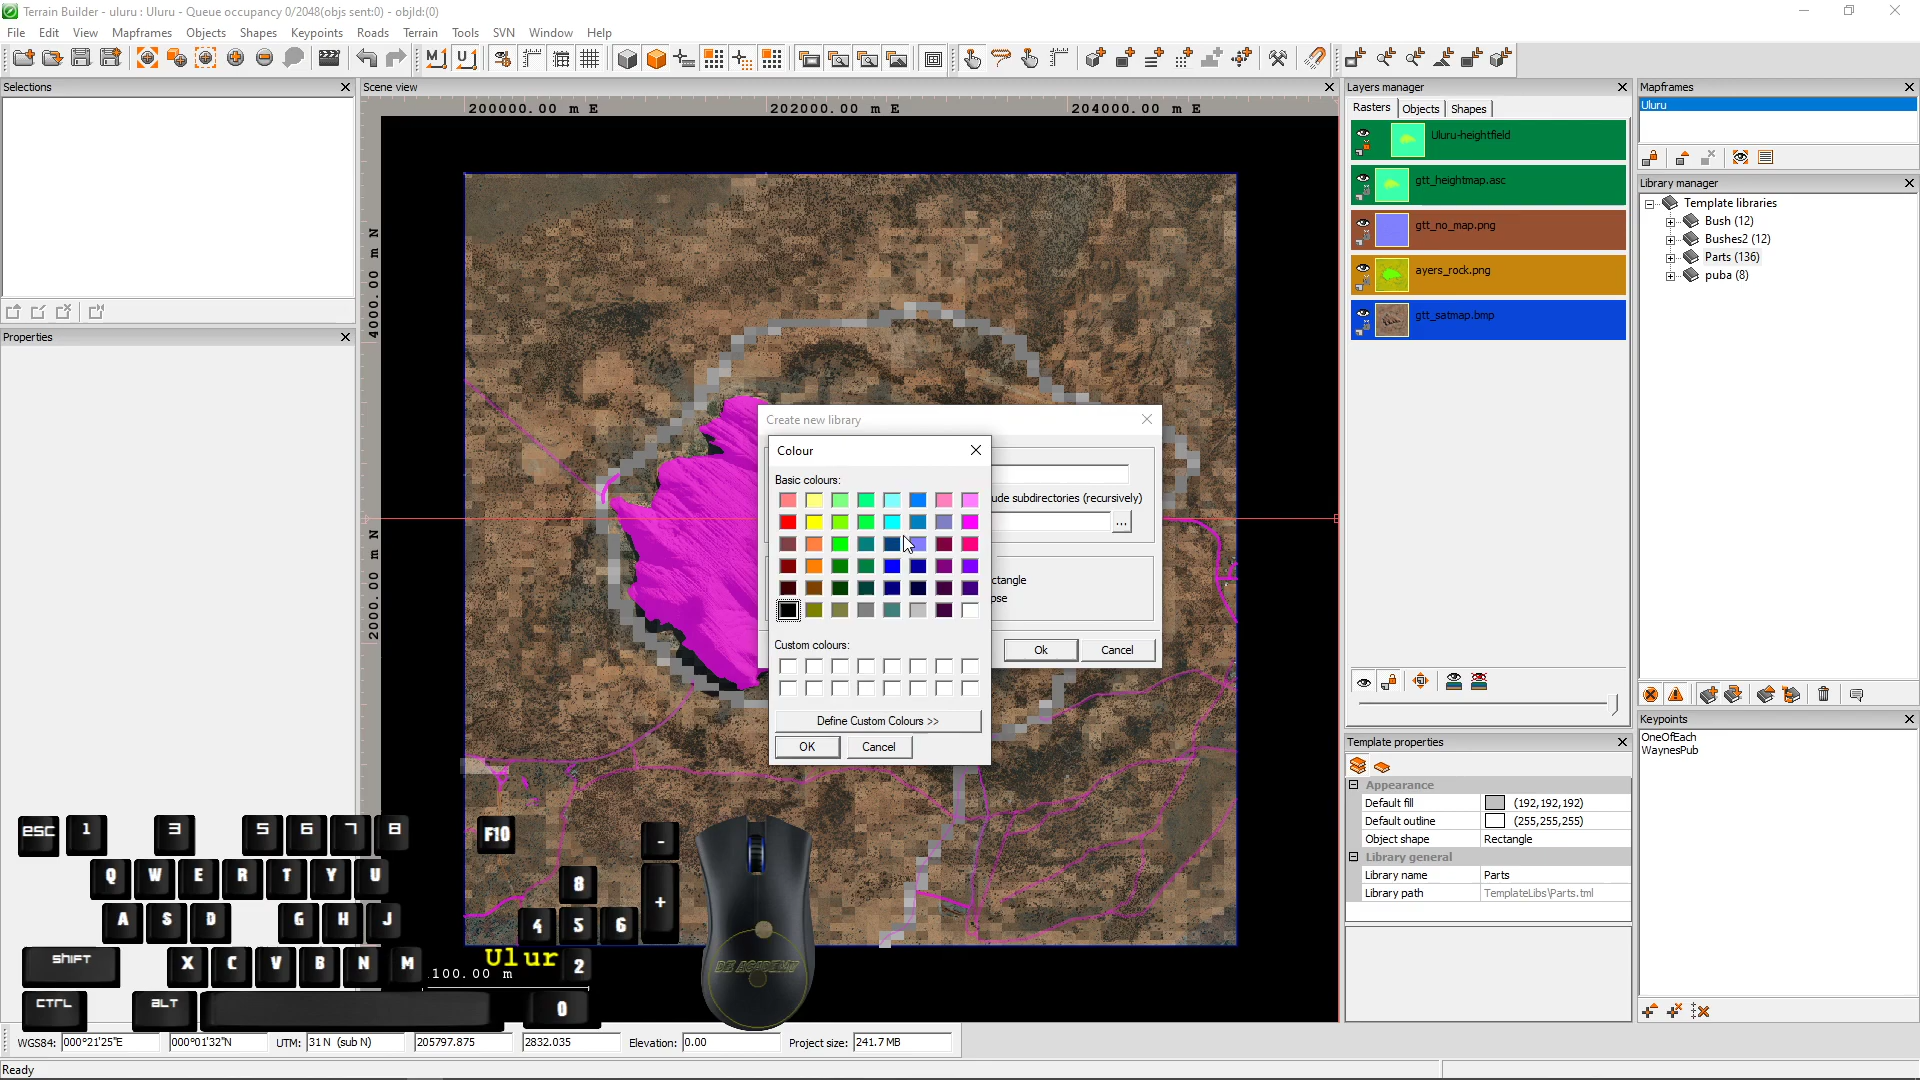 Terrain Builder - uluru : Uluru - Queue occupancy 0/2048(objs sent:0) - objId:(0)
File Edit View Mapframes Objects Shapes Keypoints Roads Terrain Tools SVN Window Help
Selections
Scene view
Layers manager
Mapframes
200000.00 m E
202000.00 m E
204000.00 m E
Rasters Objects Shapes
Uluru
Uluru-heightfield
gtt_heightmap.asc
gtt_no_map.png
ayers_rock.png
gtt_satmap.bmp
Library manager
Template libraries
Bush (12)
Bushes2 (12)
Parts (136)
puba (8)
4000.00 m N
2000.00 m N
Properties
Create new library
Colour
Basic colours:
ude subdirectories (recursively)
...
ctangle
pse
Ok
Cancel
Custom colours:
Define Custom Colours >>
OK
Cancel
Keypoints
OneOfEach
WaynesPub
Template properties
Appearance
Default fill (192,192,192)
Default outline (255,255,255)
Object shape Rectangle
Library general
Library name Parts
Library path TemplateLibs\Parts.tml
esc 1 3 5 6 7 8
F10
-
Q W E R T Y U
8
+
A S D G H J
4 5 6
SHIFT X C V B N M
Ulur
2
100.00 m
CTRL ALT
0
BE ACADEMY
WGS84: 000°21'25"E 000°01'32"N UTM: 31 N (sub N) 205797.875 2832.035 Elevation: 0.00 Project size: 241.7 MB
Ready